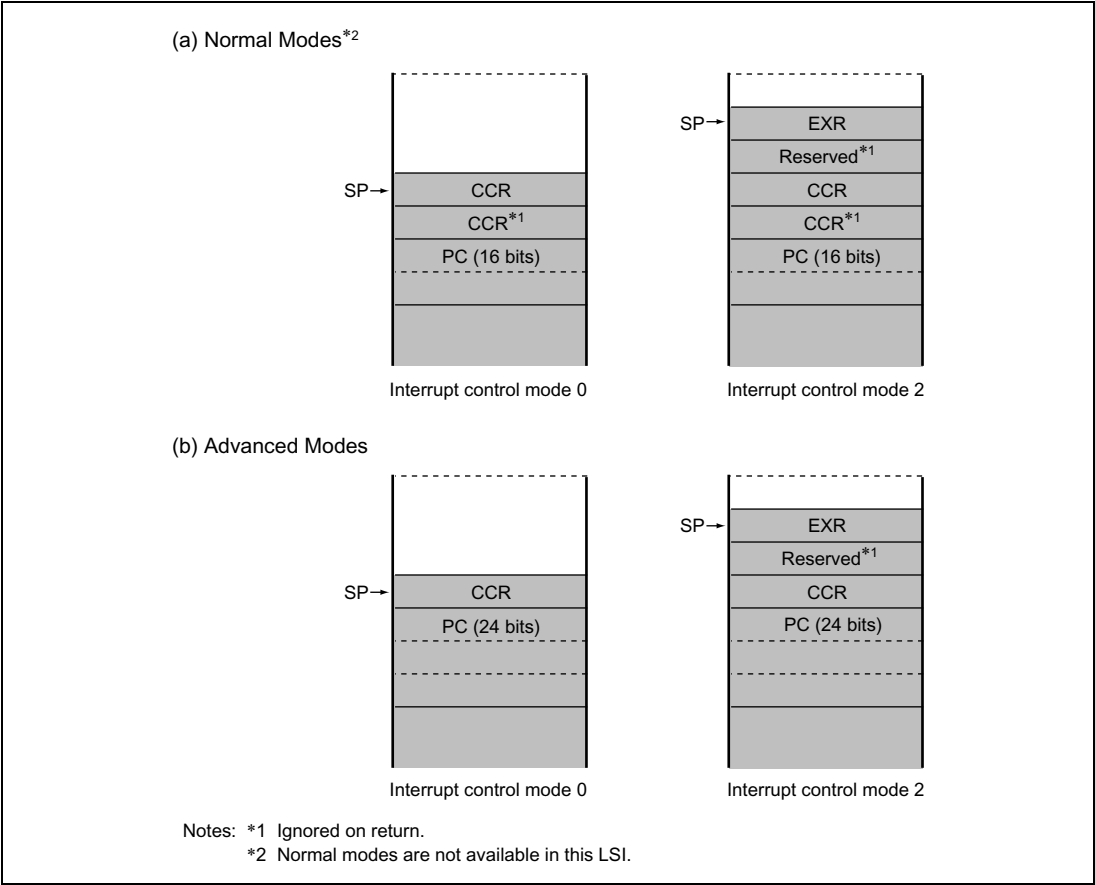 (a) Normal Modes*2
SP→
CCR
CCR*1
PC (16 bits)
Interrupt control mode 0
SP→
EXR
Reserved*1
CCR
CCR*1
PC (16 bits)
Interrupt control mode 2
(b) Advanced Modes
SP→
CCR
PC (24 bits)
Interrupt control mode 0
SP→
EXR
Reserved*1
CCR
PC (24 bits)
Interrupt control mode 2
Notes: *1 Ignored on return.
*2 Normal modes are not available in this LSI.